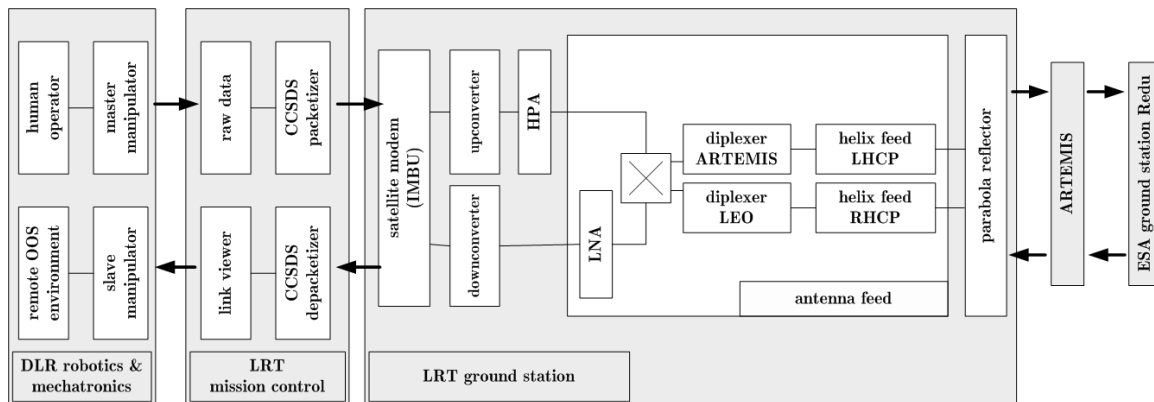 human
operator
master
manipulator
remote OOS
environment
slave
manipulator
DLR robotics &
mechatronics
raw data
CCSDS
packetizer
link viewer
CCSDS
depacketizer
LRT
mission control
satellite modem
(IMBU)
upconverter
HPA
downconverter
LNA
diplexer
ARTEMIS
helix feed
LHCP
diplexer
LEO
helix feed
RHCP
antenna feed
parabola reflector
LRT ground station
ARTEMIS
ESA ground station Redu